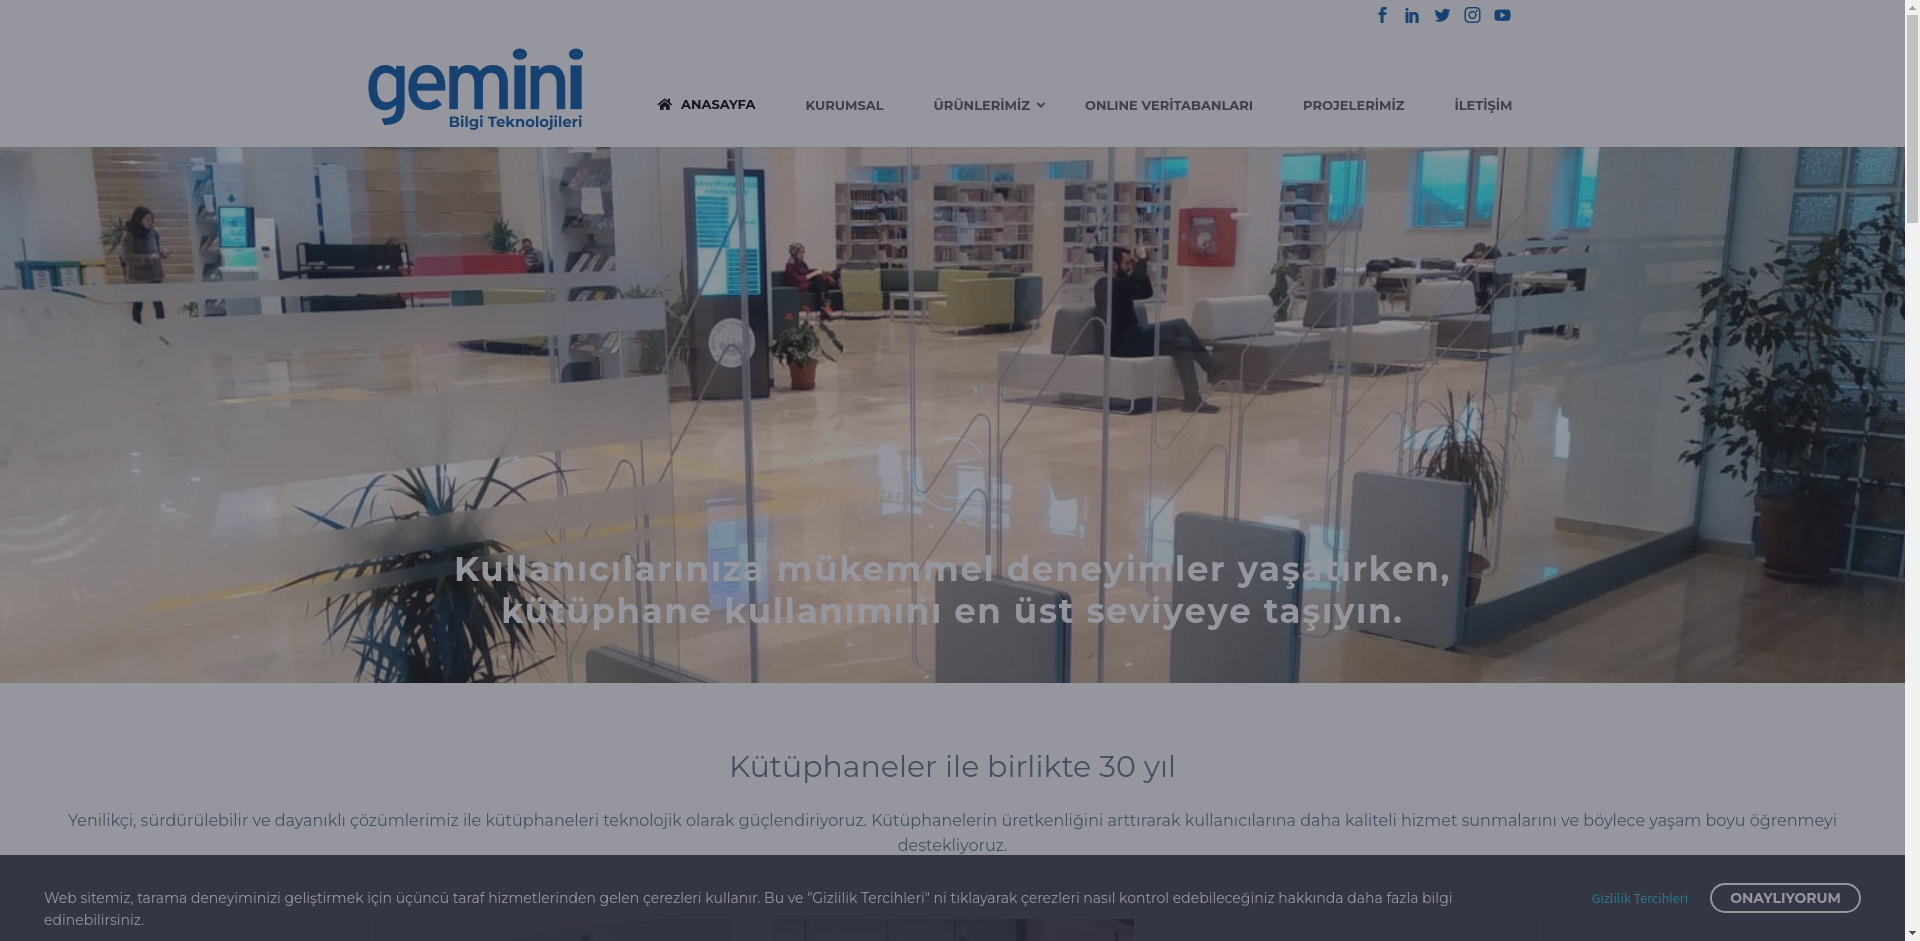 gemini
Bilgi Teknolojileri
ANASAYFA
KURUMSAL
ÜRÜNLERİMİZ
ONLINE VERİTABANLARI
PROJELERİMİZ
İLETİŞİM
Kullanıcılarınıza mükemmel deneyimler yaşatırken,
kütüphane kullanımını en üst seviyeye taşıyın.
Kütüphaneler ile birlikte 30 yıl
Yenilikçi, sürdürülebilir ve dayanıklı çözümlerimiz ile kütüphaneleri teknolojik olarak güçlendiriyoruz. Kütüphanelerin üretkenliğini arttırarak kullanıcılarına daha kaliteli hizmet sunmalarını ve böylece yaşam boyu öğrenmeyi
destekliyoruz.
Web sitemiz, tarama deneyiminizi geliştirmek için üçüncü taraf hizmetlerinden gelen çerezleri kullanır. Bu ve "Gizlilik Tercihleri" ni tıklayarak çerezleri nasıl kontrol edebileceğiniz hakkında daha fazla bilgi
edinebilirsiniz.
Gizlilik Tercihleri
ONAYLIYORUM